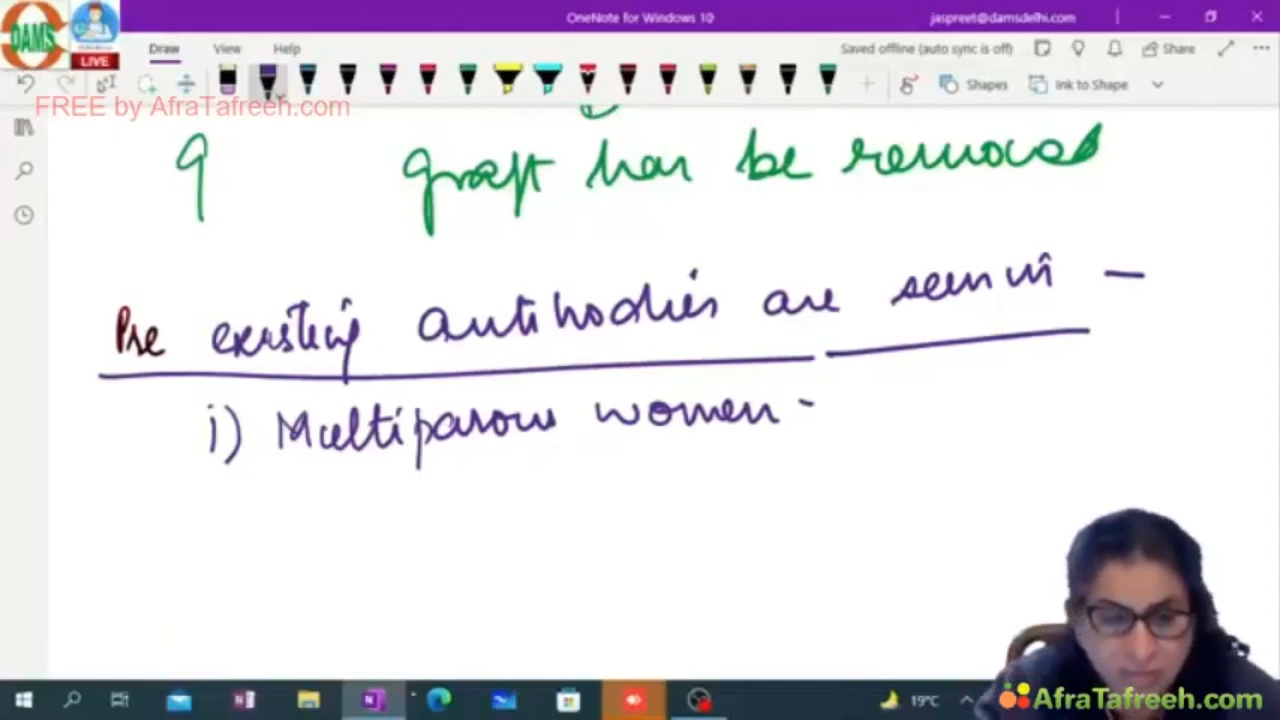 OneNote for Windows 10
jaspreet@damsdelhi.com
DAMS
LIVE
Draw View Help
Saved offline (auto sync is off)
Share
Shapes
Ink to Shape
FREE by AfraTafreeh.com
graft has be removed
Pre existing antibodies are seen in —
i) Multiparous women -
19°C
AfraTafreeh.com